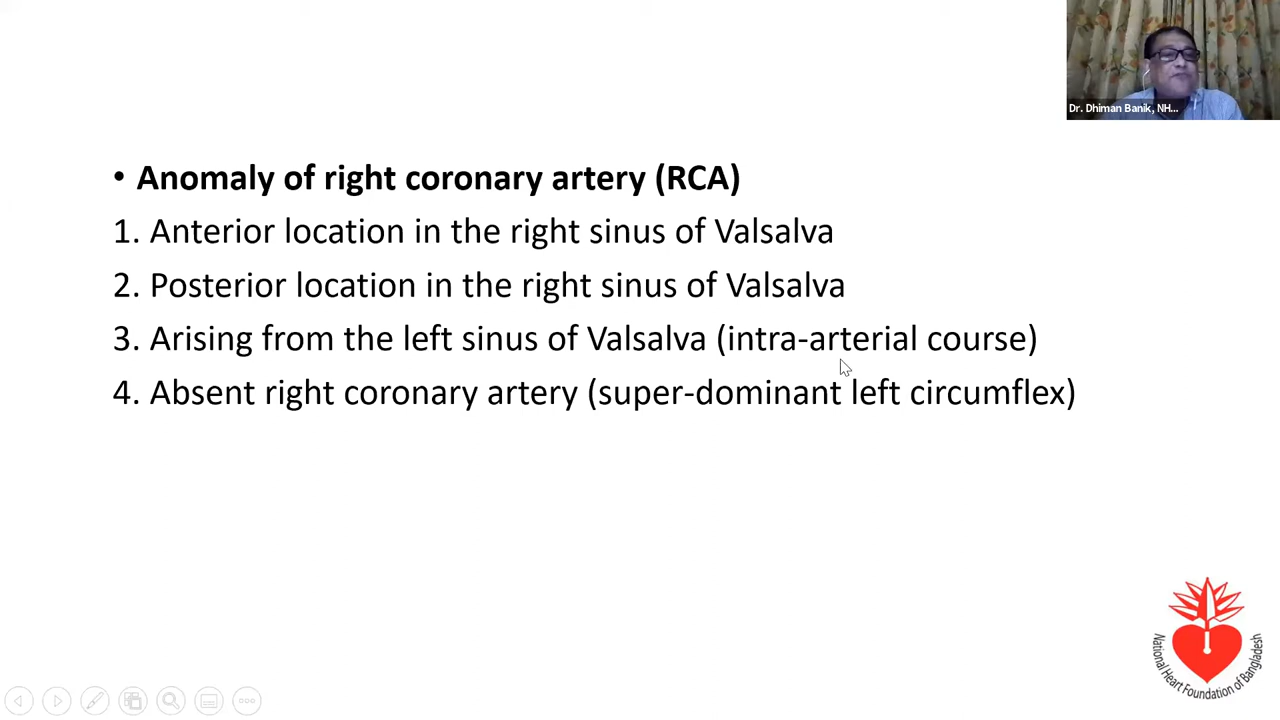 Dr. Dhiman Banik, NH...
• Anomaly of right coronary artery (RCA)
1. Anterior location in the right sinus of Valsalva
2. Posterior location in the right sinus of Valsalva
3. Arising from the left sinus of Valsalva (intra-arterial course)
4. Absent right coronary artery (super-dominant left circumflex)
National Heart Foundation of Bangladesh